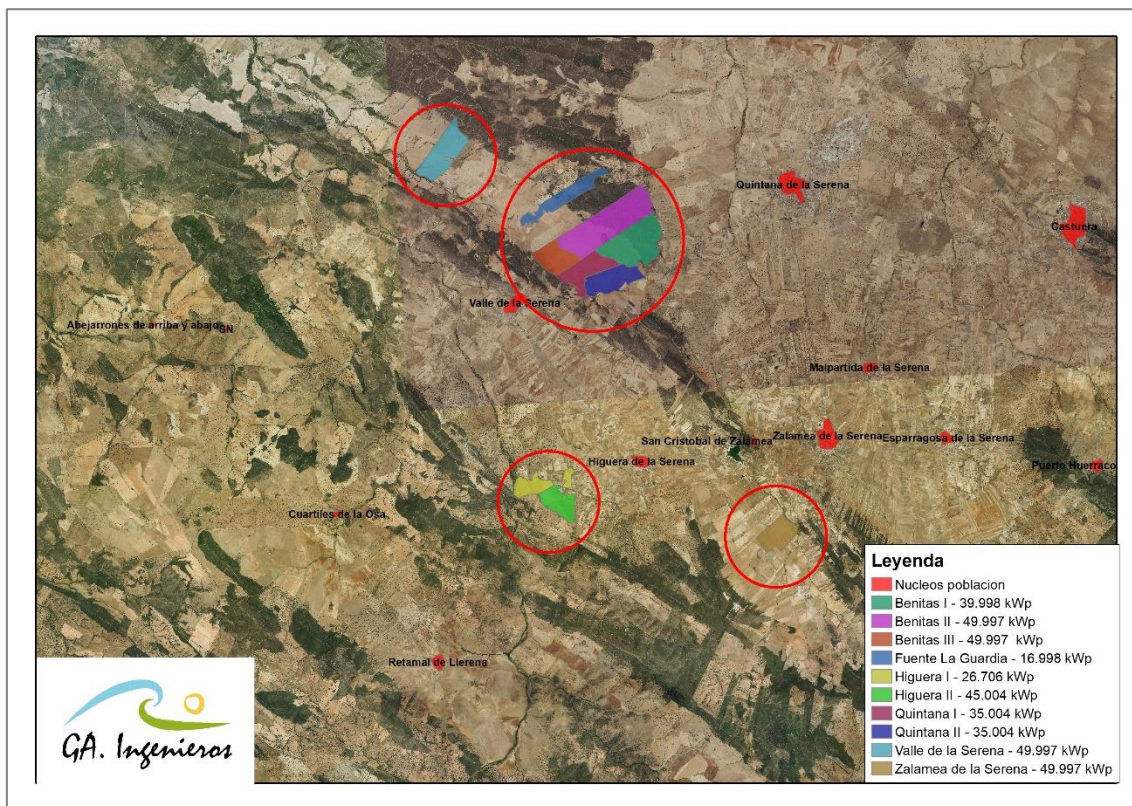 Quintana de la Serena
Castuera
Valle de la Serena
Abejarrones de arriba y abajo
SN
Malpartida de la Serena
San Cristobal de Zalamea
Zalamea de la Serena
Esparragosa de la Serena
Higuera de la Serena
Puerto Hurraco
Cuartiles de la Osa
Retamal de Llerena
Leyenda
Nucleos poblacion
Benitas I - 39.998 kWp
Benitas II - 49.997 kWp
Benitas III - 49.997 kWp
Fuente La Guardia - 16.998 kWp
Higuera I - 26.706 kWp
Higuera II - 45.004 kWp
Quintana I - 35.004 kWp
Quintana II - 35.004 kWp
Valle de la Serena - 49.997 kWp
Zalamea de la Serena - 49.997 kWp
GA. Ingenieros